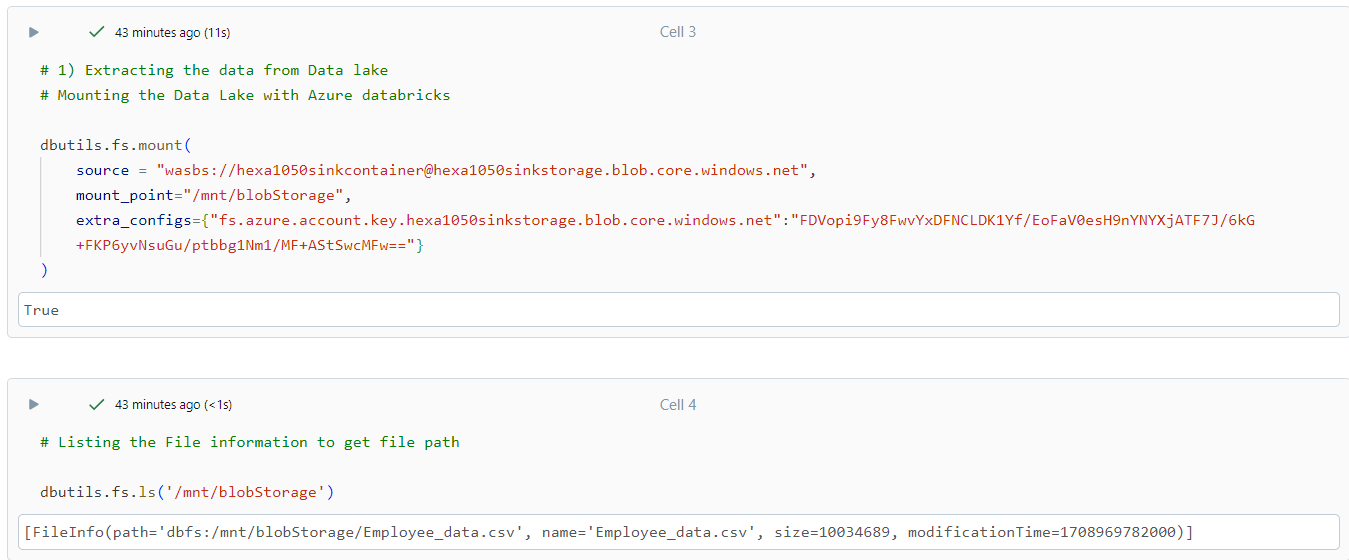 43 minutes ago (11s)
Cell 3
# 1) Extracting the data from Data lake
# Mounting the Data Lake with Azure databricks
dbutils.fs.mount(
source = "wasbs://hexa1050sinkcontainer@hexa1050sinkstorage.blob.core.windows.net",
mount_point="/mnt/blobStorage",
extra_configs={"fs.azure.account.key.hexa1050sinkstorage.blob.core.windows.net":"FDVopi9Fy8FwvYxDFNCLDK1Yf/EoFaV0esH9nYNYXjATF7J/6kG
+FKP6yvNsuGu/ptbbg1Nm1/MF+AStSwcMFw=="}
)
True
43 minutes ago (<1s)
Cell 4
# Listing the File information to get file path
dbutils.fs.ls('/mnt/blobStorage')
[FileInfo(path='dbfs:/mnt/blobStorage/Employee_data.csv', name='Employee_data.csv', size=10034689, modificationTime=1708969782000)]